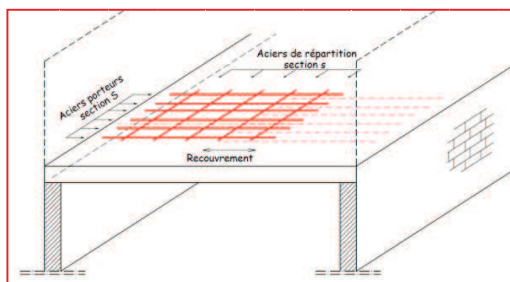 Aciers de répartition
section s
Aciers porteurs
section S
Recouvrement